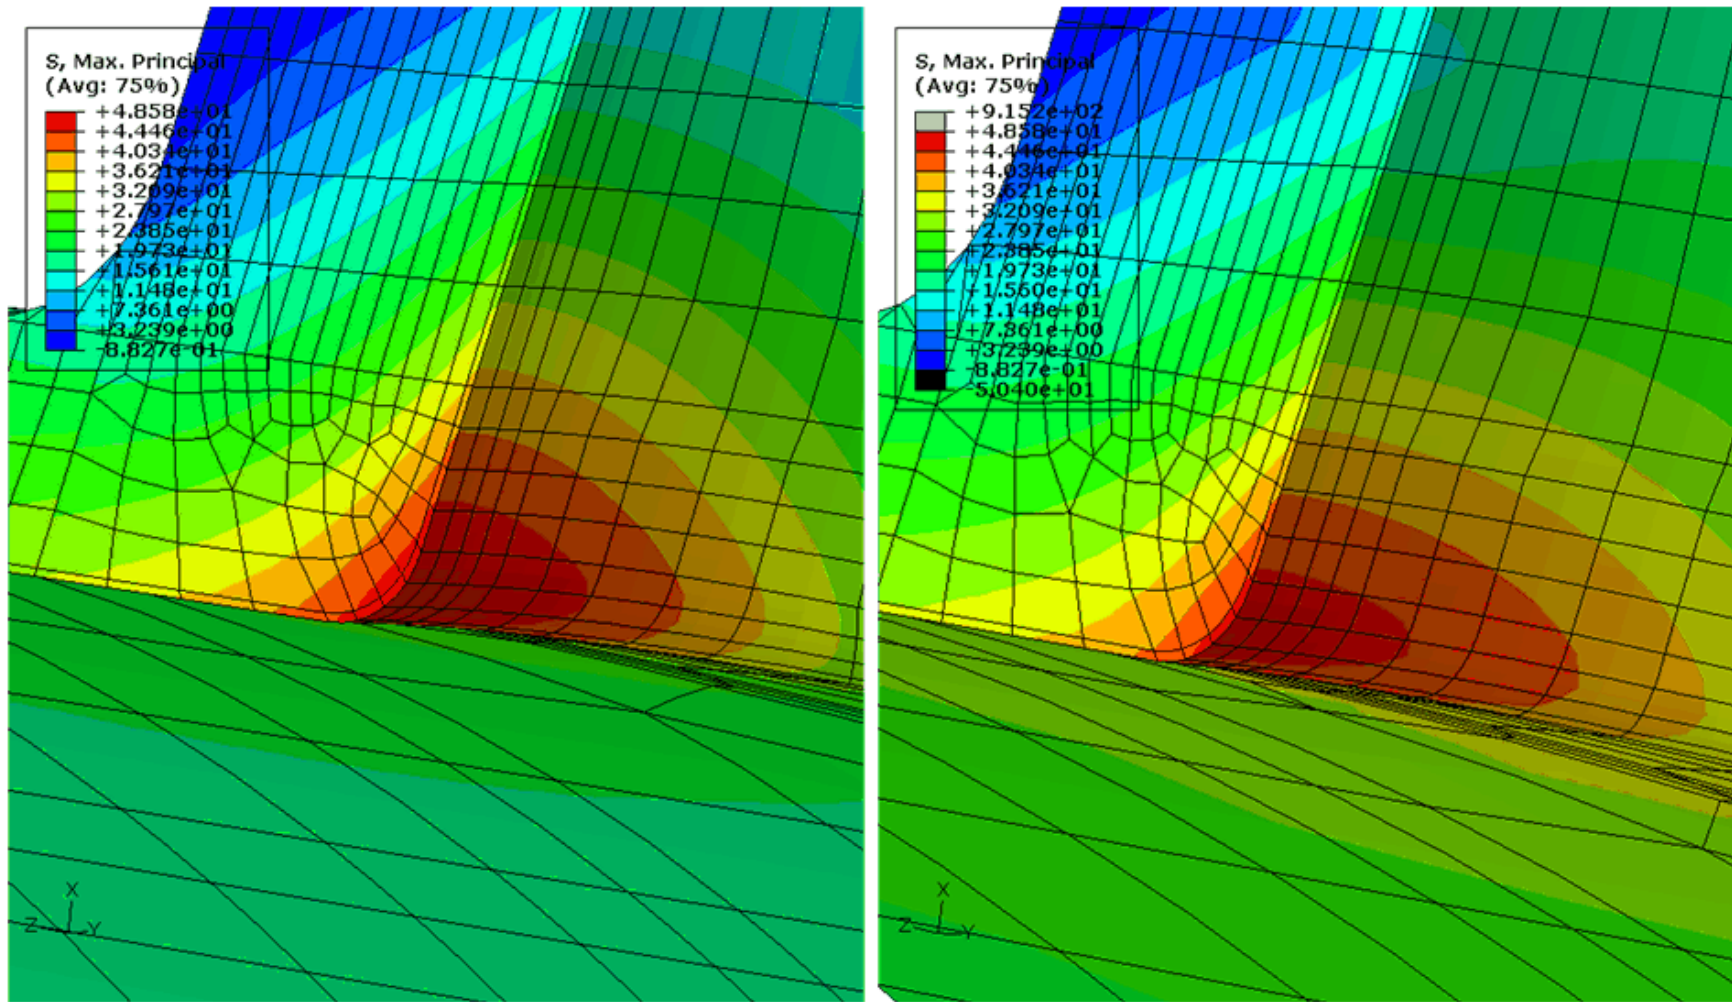 S, Max. Principal
(Avg: 75%)
+4.858e+01
+4.446e+01
+4.034e+01
+3.621e+01
+3.209e+01
+2.797e+01
+2.385e+01
+1.973e+01
+1.561e+01
+1.148e+01
+7.361e+00
+3.239e+00
-8.827e-01
X
Z Y
S, Max. Principal
(Avg: 75%)
+9.152e+02
+4.858e+01
+4.446e+01
+4.034e+01
+3.621e+01
+3.209e+01
+2.797e+01
+2.385e+01
+1.973e+01
+1.560e+01
+1.148e+01
+7.361e+00
+3.239e+00
-8.827e-01
-5.040e+01
X
Z Y